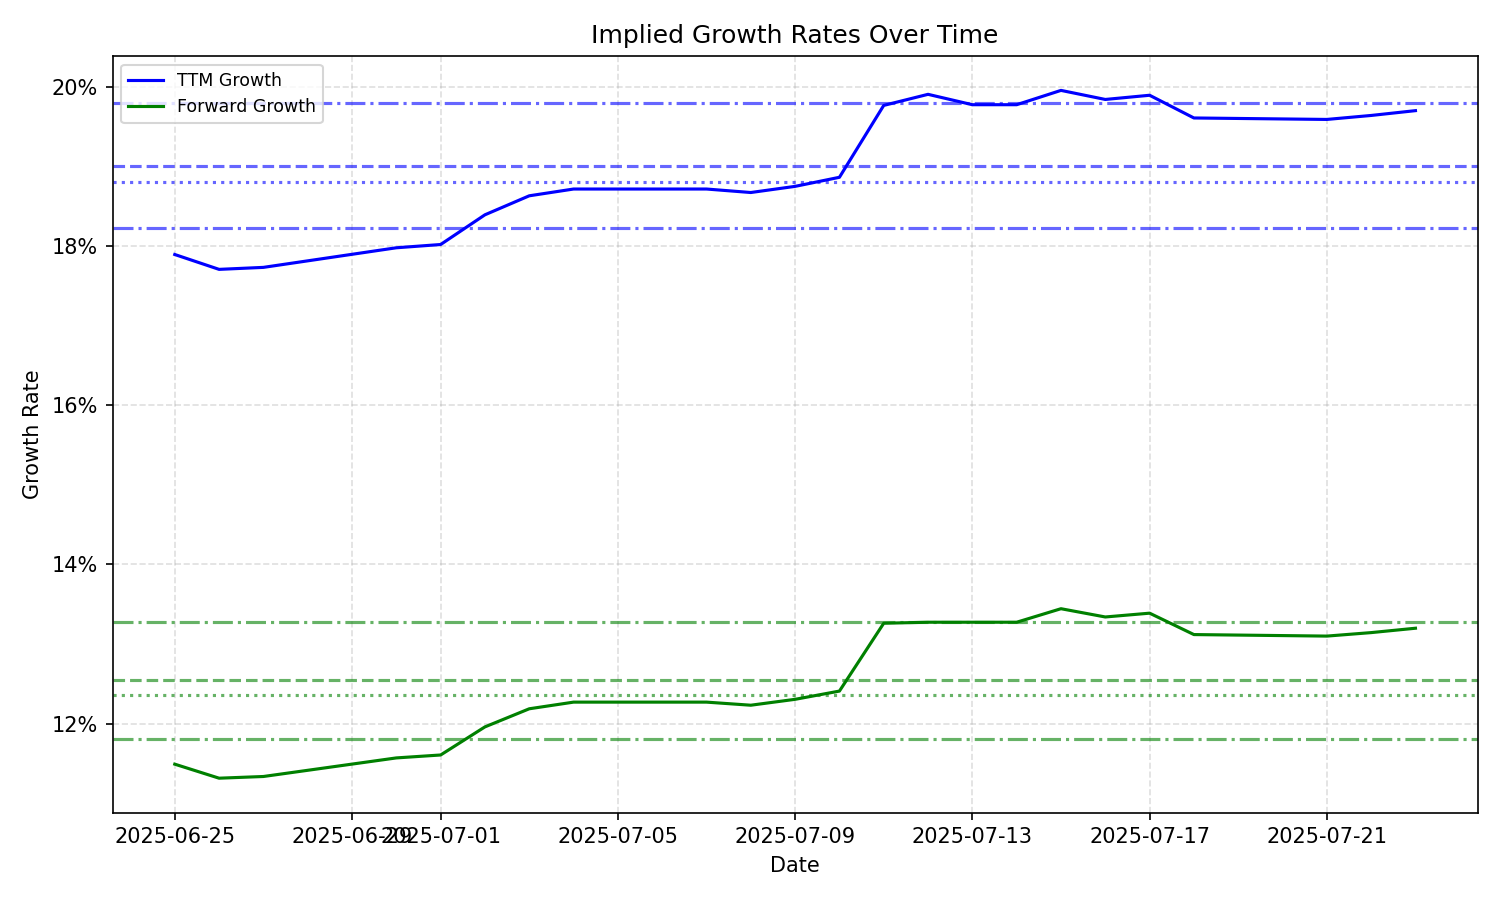 Implied Growth Rates Over Time
TTM Growth
Forward Growth
20%
18%
16%
14%
12%
Growth Rate
2025-06-25
2025-06-29
2025-07-01
2025-07-05
2025-07-09
2025-07-13
2025-07-17
2025-07-21
Date